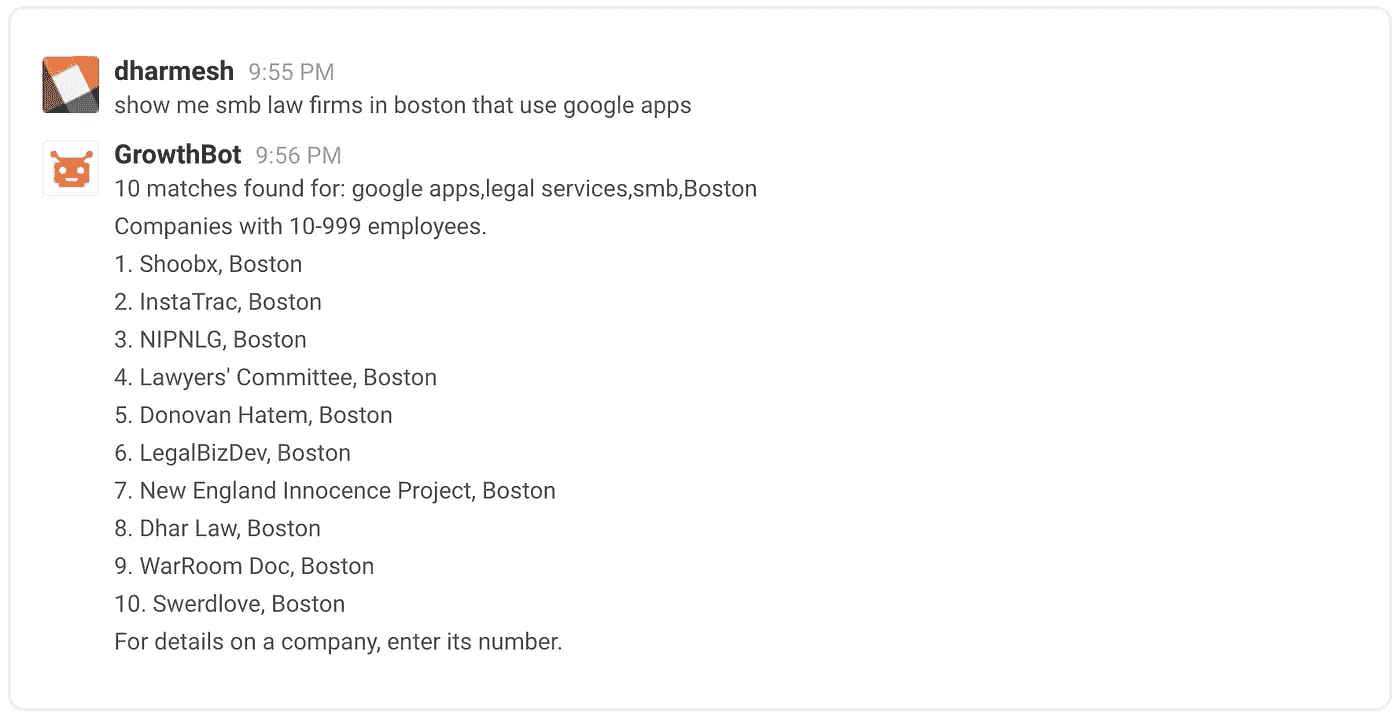 dharmesh 9:55 PM
show me smb law firms in boston that use google apps
GrowthBot 9:56 PM
10 matches found for: google apps,legal services,smb,Boston
Companies with 10-999 employees.
1. Shoobx, Boston
2. InstaTrac, Boston
3. NIPNLG, Boston
4. Lawyers' Committee, Boston
5. Donovan Hatem, Boston
6. LegalBizDev, Boston
7. New England Innocence Project, Boston
8. Dhar Law, Boston
9. WarRoom Doc, Boston
10. Swerdlove, Boston
For details on a company, enter its number.